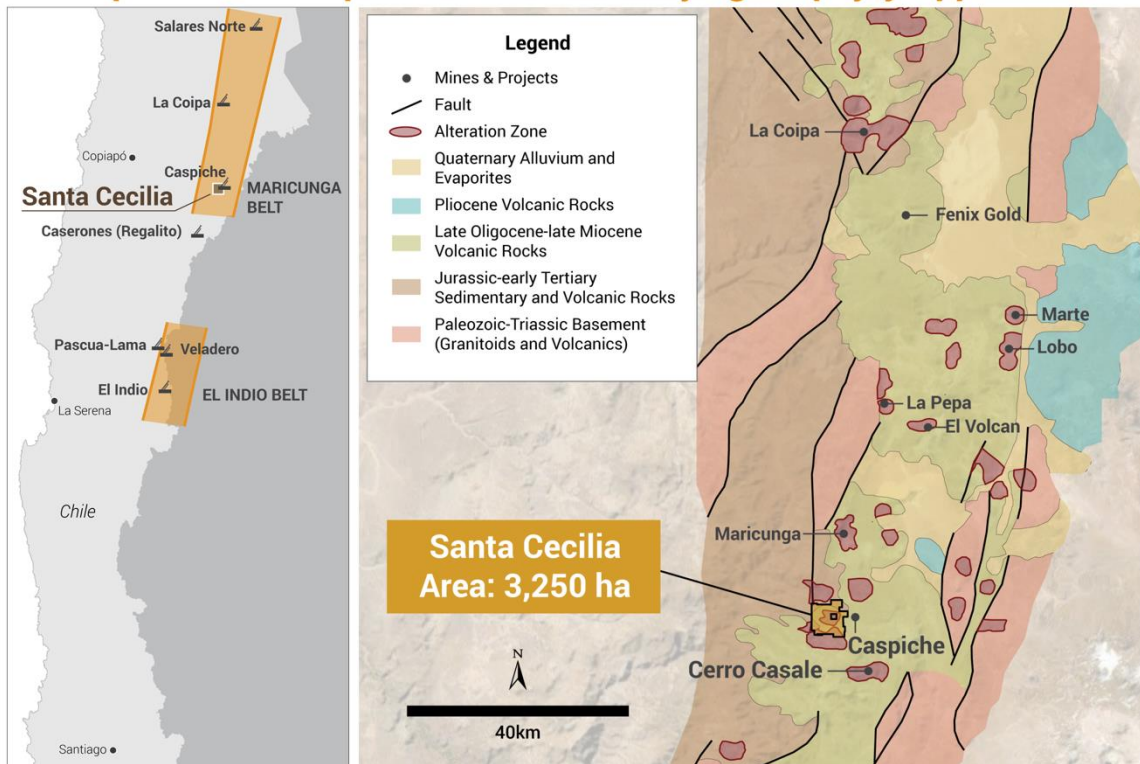 Salares Norte
La Coipa
Copiapó
Caspiche
Santa Cecilia
MARICUNGA
BELT
Caserones (Regalito)
Pascua-Lama
Veladero
El Indio
EL INDIO BELT
La Serena
Chile
Santiago
Legend
Mines & Projects
Fault
Alteration Zone
Quaternary Alluvium and
Evaporites
Pliocene Volcanic Rocks
Late Oligocene-late Miocene
Volcanic Rocks
Jurassic-early Tertiary
Sedimentary and Volcanic Rocks
Paleozoic-Triassic Basement
(Granitoids and Volcanics)
La Coipa
Fenix Gold
Marte
Lobo
La Pepa
El Volcan
Maricunga
Santa Cecilia
Area: 3,250 ha
Caspiche
Cerro Casale
N
40km